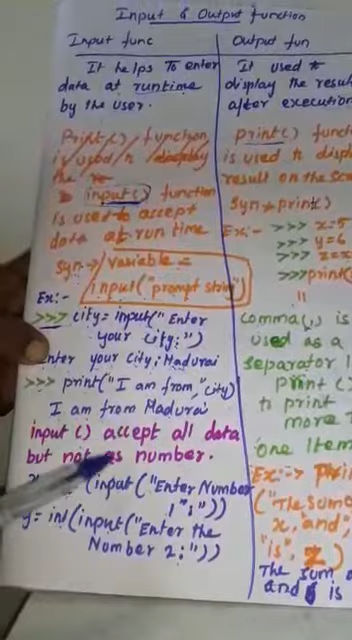 Input & Output function
Input func
It helps to enter
data at runtime
by the user.
Print() function
is used to display
the re
input() function
is used to accept
data at run time
Syn→ Variable =
input("prompt string")
Ex:-
>>> city = input("Enter
your city:")
Enter your city: Madurai
>>> print("I am from", city)
I am from Madurai
input () accept all data
but not as number.
(input("Enter Number
1":"))
y = int(input("Enter the
Number 2:"))
Output fun
It used to
display the resul
after execution
print() funct
is used to disp
result on the scr
Syn→ print()
Ex:- >>> x=5
>>> y=6
>>> z=x
>>> print(
comma(,) is
used as a
separator i
print (
to print
more T
one Item
Ex:→ Prin
("The sum o
x, and",
"is", z)
The sum o
and is